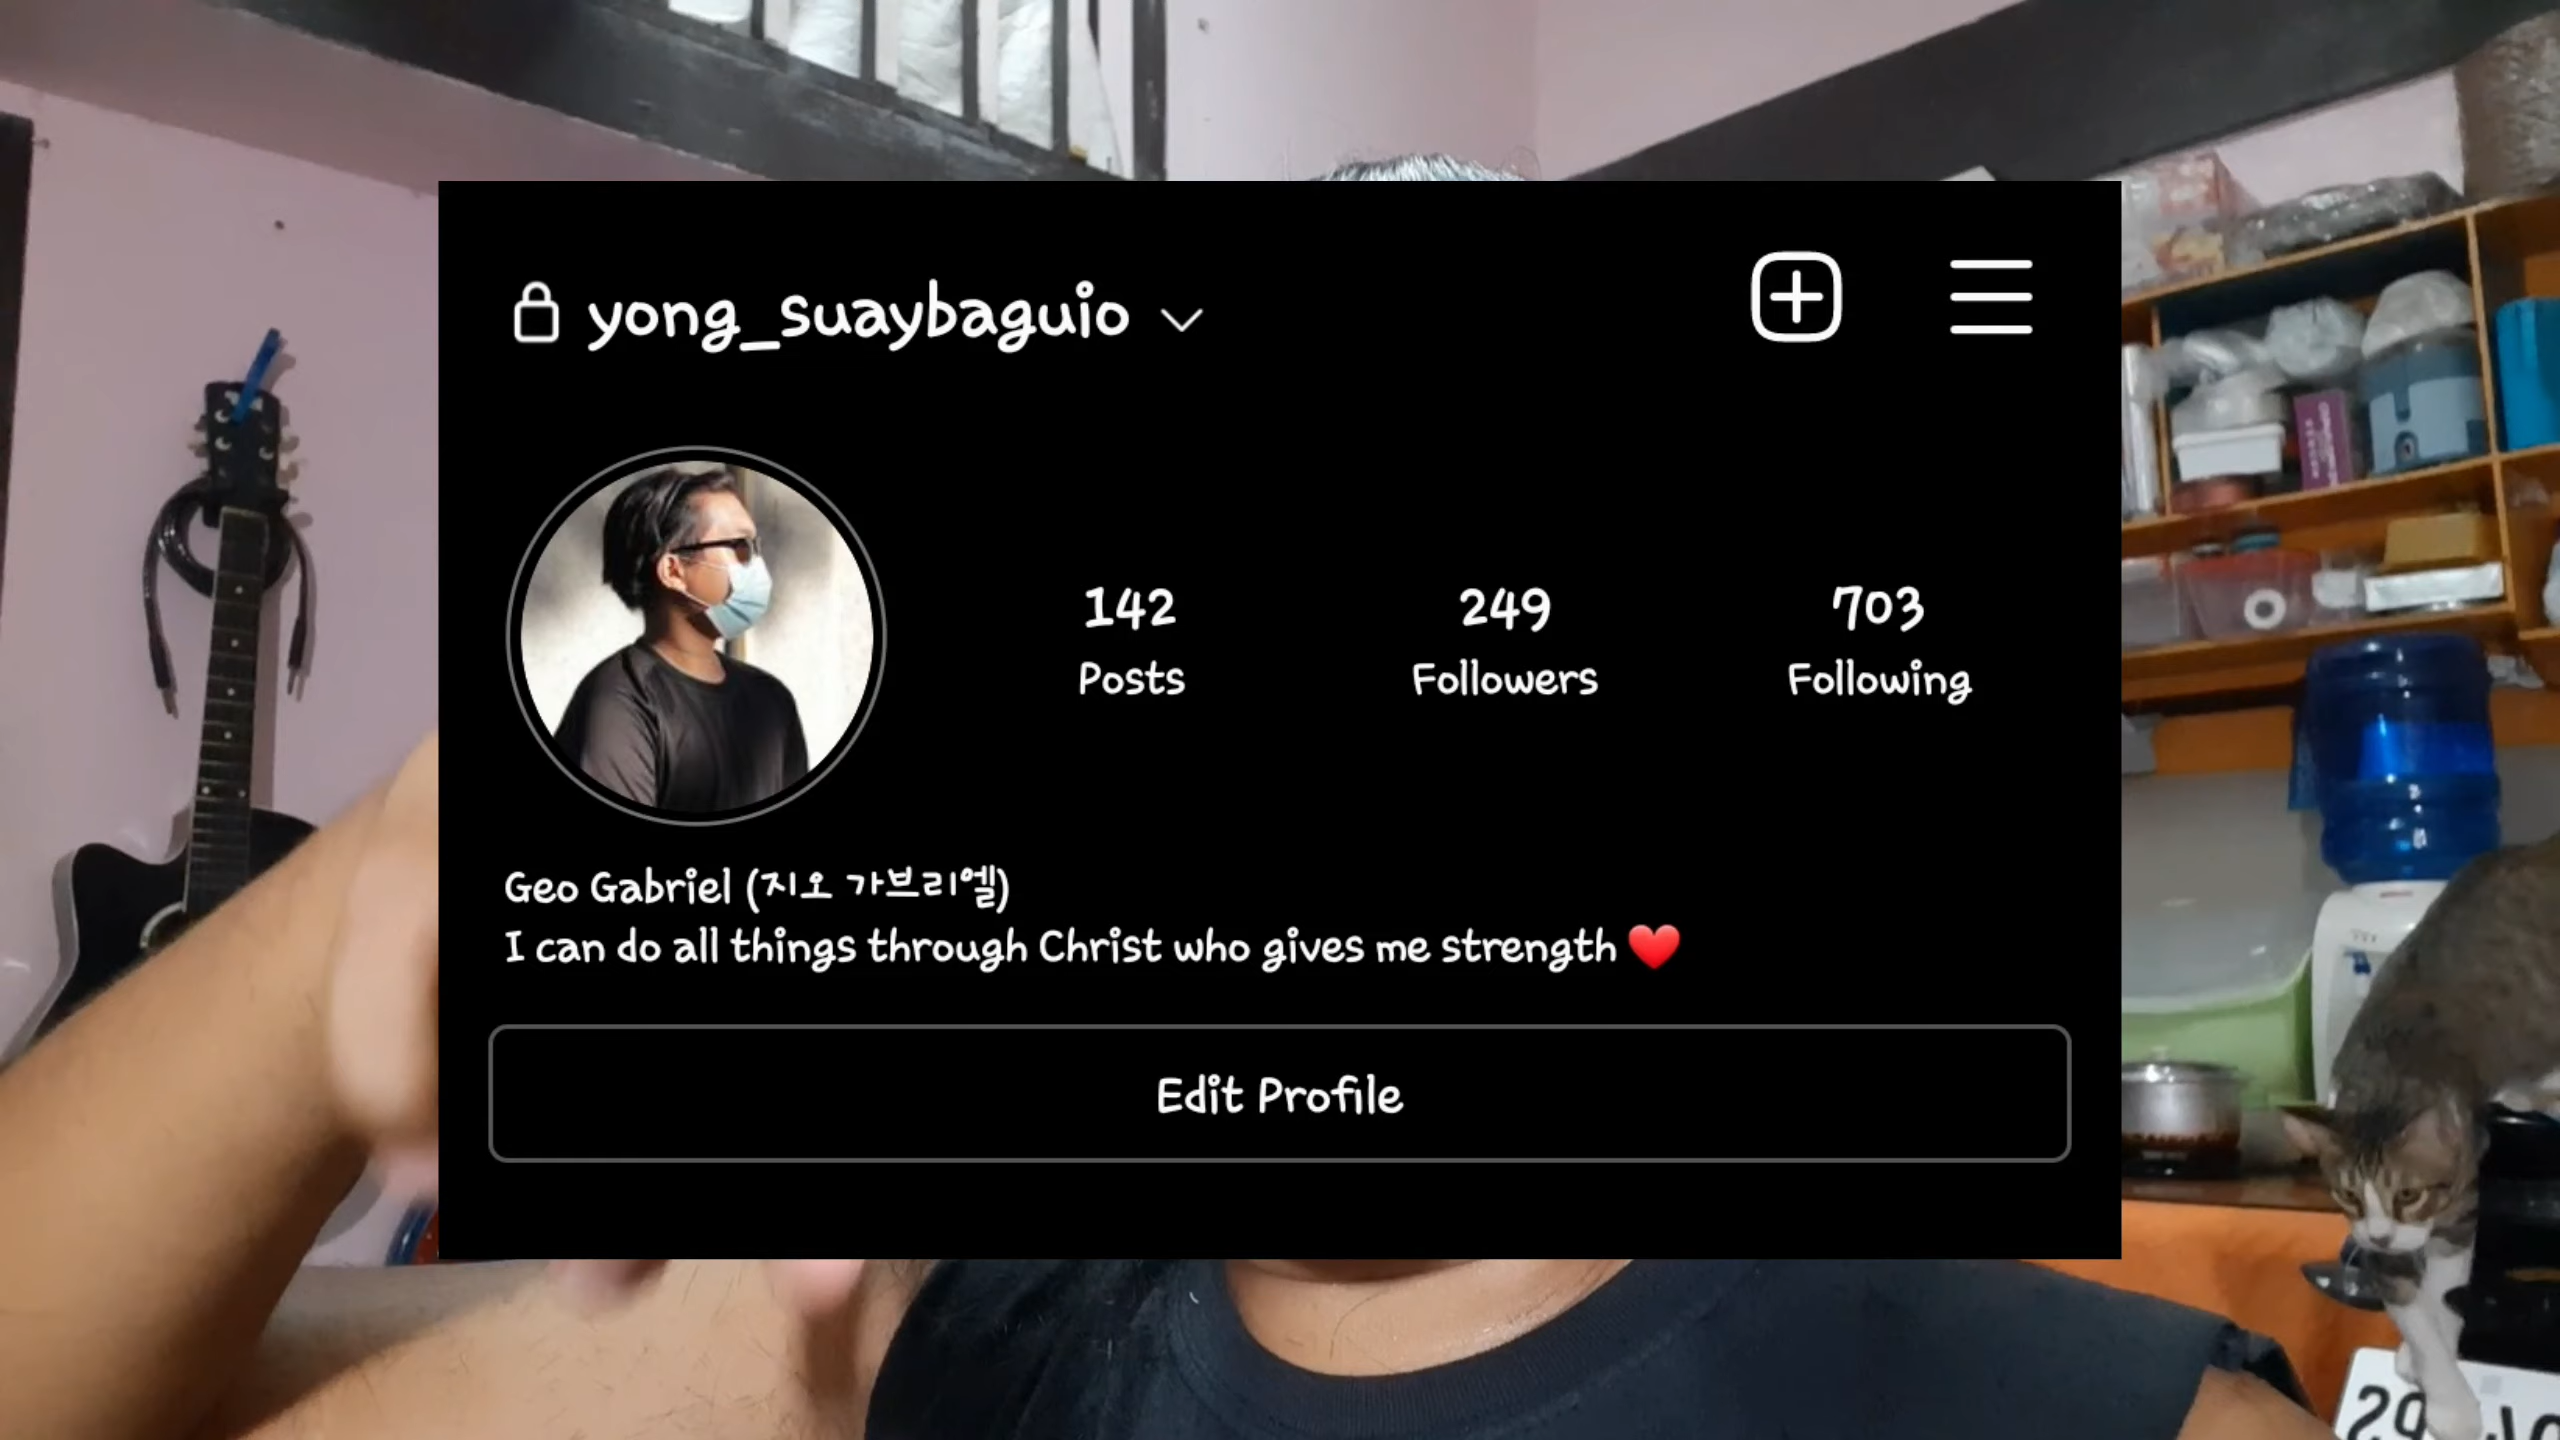 yong_suaybaguio
142
Posts
249
Followers
703
Following
Geo Gabriel (지오 가브리엘)
I can do all things through Christ who gives me strength ❤️
Edit Profile